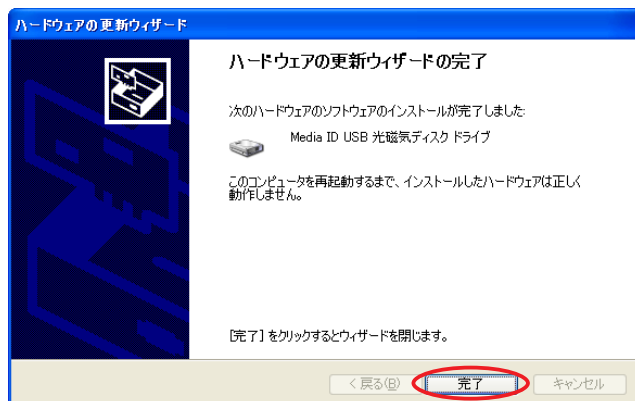 ハードウェアの更新ウィザード
ハードウェアの更新ウィザードの完了
次のハードウェアのソフトウェアのインストールが完了しました:
Media ID USB 光磁気ディスク ドライブ
このコンピュータを再起動するまで、インストールしたハードウェアは正しく
動作しません。
[完了] をクリックするとウィザードを閉じます。
< 戻る(B) 完了 キャンセル